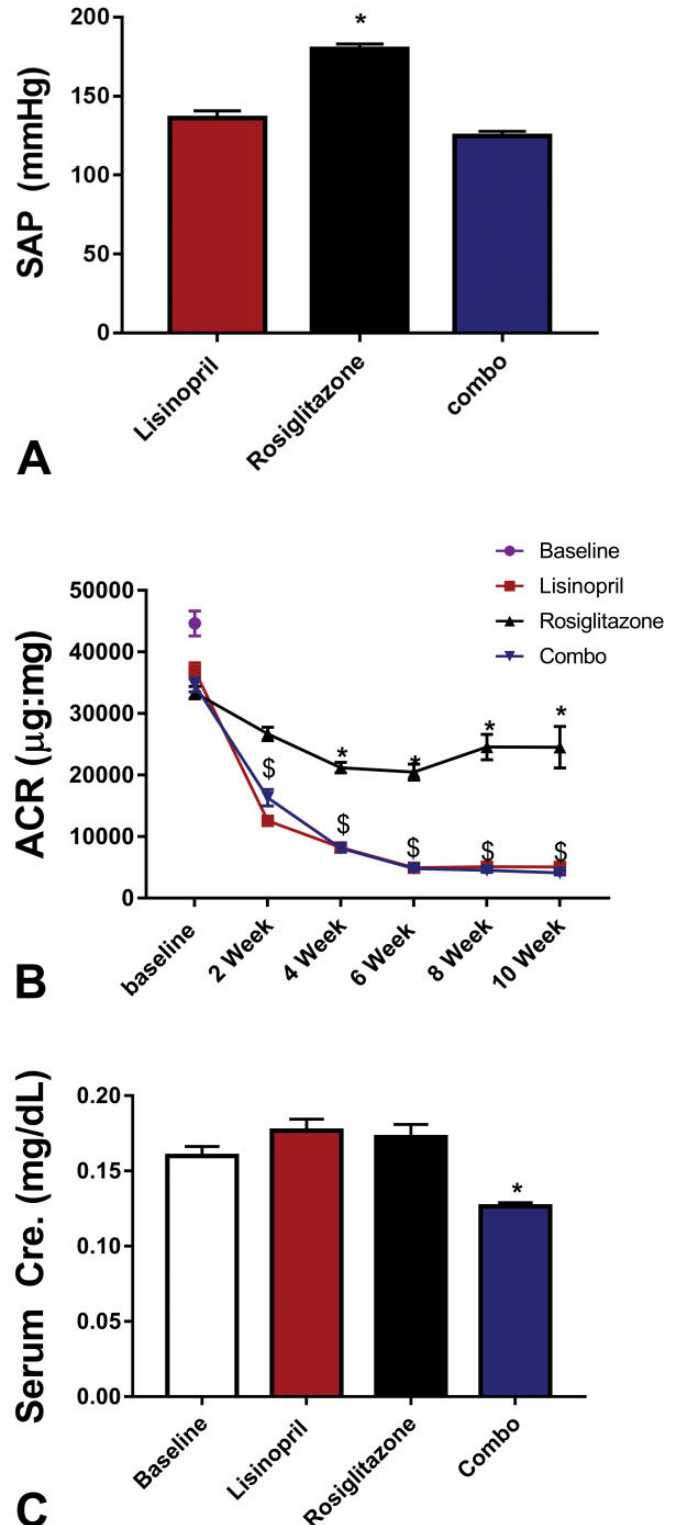 200
*
150
100
50
0
SAP (mmHg)
Lisinopril
Rosiglitazone
combo
A
Baseline
Lisinopril
Rosiglitazone
Combo
50000
40000
30000
20000
10000
0
ACR (µg:mg)
* * * *
$ $ $ $ $
baseline
2 Week
4 Week
6 Week
8 Week
10 Week
B
0.20
0.15
0.10
0.05
0.00
*
Serum Cre. (mg/dL)
Baseline
Lisinopril
Rosiglitazone
Combo
C